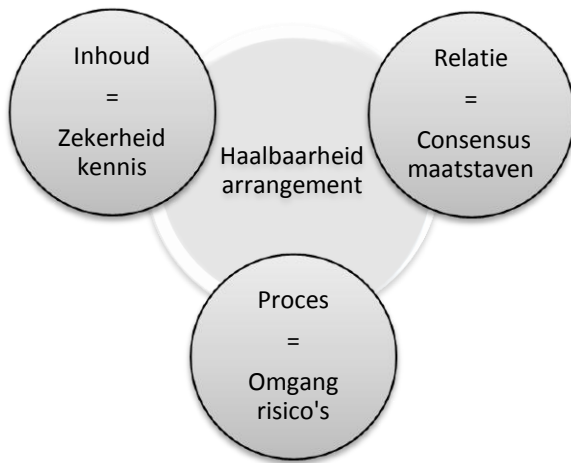 Inhoud
=
Zekerheid
kennis
Relatie
=
Consensus
maatstaven
Haalbaarheid
arrangement
Proces
=
Omgang
risico's